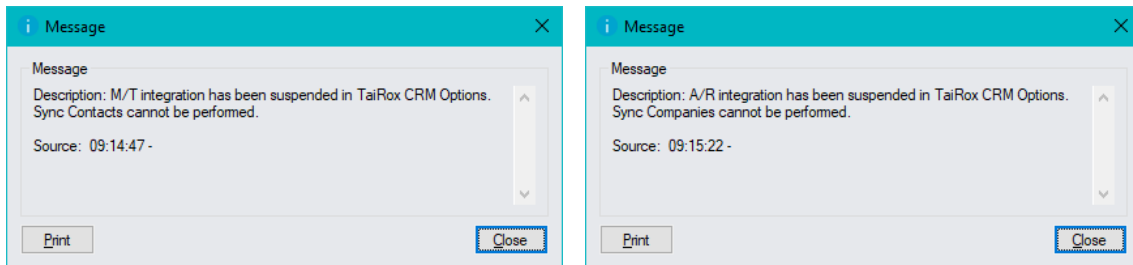 Message
Message
Description: M/T integration has been suspended in TaiRox CRM Options.
Sync Contacts cannot be performed.
Source: 09:14:47 -
Print
Close
Message
Message
Description: A/R integration has been suspended in TaiRox CRM Options.
Sync Companies cannot be performed.
Source: 09:15:22 -
Print
Close